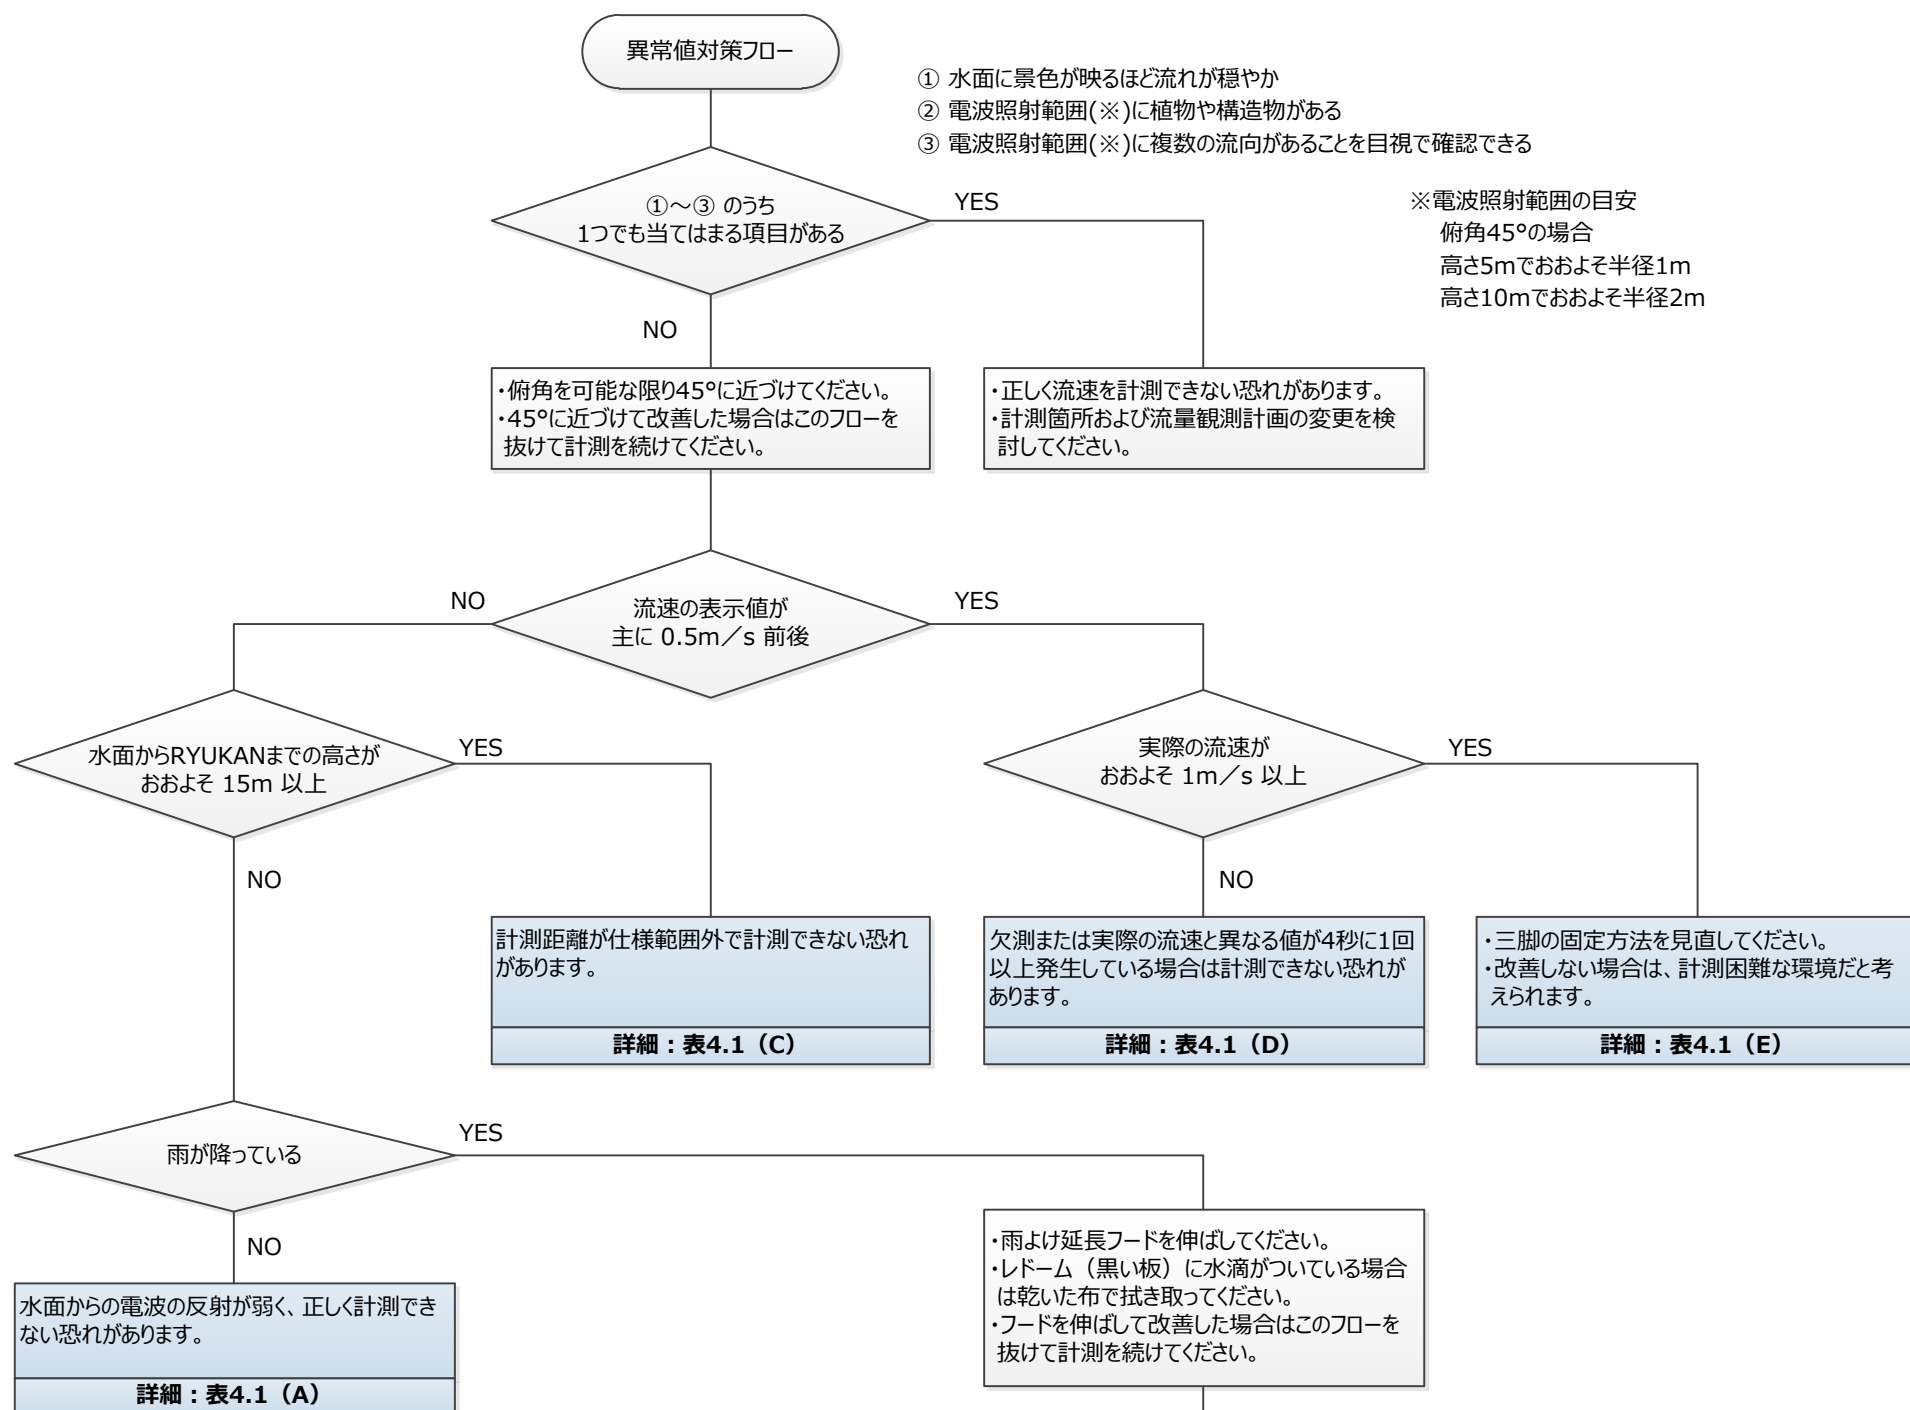 異常値対策フロー
① 水面に景色が映るほど流れが穏やか
② 電波照射範囲(※)に植物や構造物がある
③ 電波照射範囲(※)に複数の流向があることを目視で確認できる
※電波照射範囲の目安
俯角45°の場合
高さ5mでおおよそ半径1m
高さ10mでおおよそ半径2m
①～③ のうち
1つでも当てはまる項目がある
YES
NO
・俯角を可能な限り45°に近づけてください。
・45°に近づけて改善した場合はこのフローを
抜けて計測を続けてください。
・正しく流速を計測できない恐れがあります。
・計測箇所および流量観測計画の変更を検
討してください。
流速の表示値が
主に 0.5m／s 前後
NO
YES
水面からRYUKANまでの高さが
おおよそ 15m 以上
YES
NO
実際の流速が
おおよそ 1m／s 以上
YES
NO
計測距離が仕様範囲外で計測できない恐れ
があります。
詳細：表4.1（C）
欠測または実際の流速と異なる値が4秒に1回
以上発生している場合は計測できない恐れが
あります。
詳細：表4.1（D）
・三脚の固定方法を見直してください。
・改善しない場合は、計測困難な環境だと考
えられます。
詳細：表4.1（E）
雨が降っている
YES
NO
・雨よけ延長フードを伸ばしてください。
・レドーム（黒い板）に水滴がついている場合
は乾いた布で拭き取ってください。
・フードを伸ばして改善した場合はこのフローを
抜けて計測を続けてください。
水面からの電波の反射が弱く、正しく計測でき
ない恐れがあります。
詳細：表4.1（A）